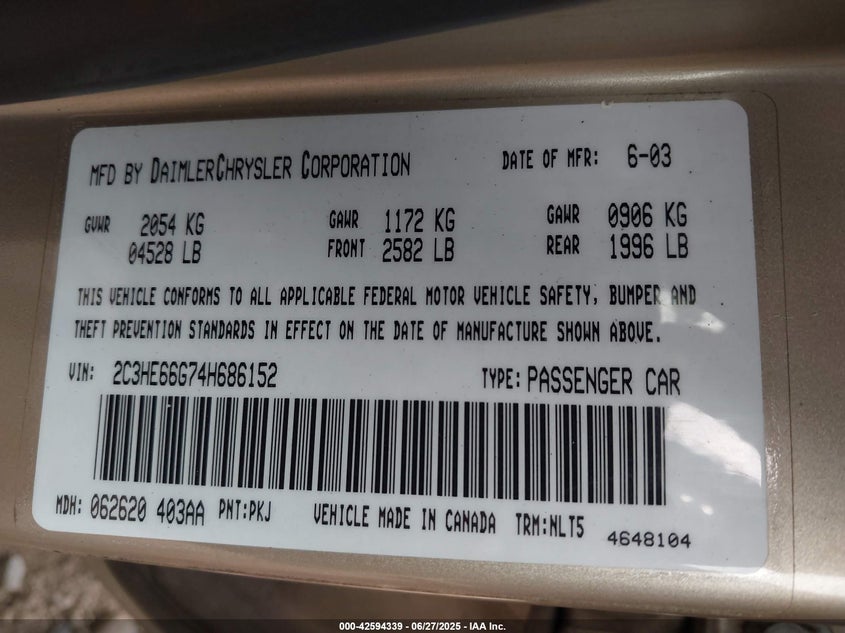 MFD BY DAIMLERCHRYSLER CORPORATION DATE OF MFR: 6-03
GVWR 2054 KG GAWR 1172 KG GAWR 0906 KG
04528 LB FRONT 2582 LB REAR 1996 LB
THIS VEHICLE CONFORMS TO ALL APPLICABLE FEDERAL MOTOR VEHICLE SAFETY, BUMPER AND
THEFT PREVENTION STANDARDS IN EFFECT ON THE DATE OF MANUFACTURE SHOWN ABOVE.
VIN: 2C3HE66G74H686152 TYPE: PASSENGER CAR
MDH: 062620 403AA PNT:PKJ VEHICLE MADE IN CANADA TRM:NLT5 4648104
000-42594339 / 06/27/2025 - IAA Inc.